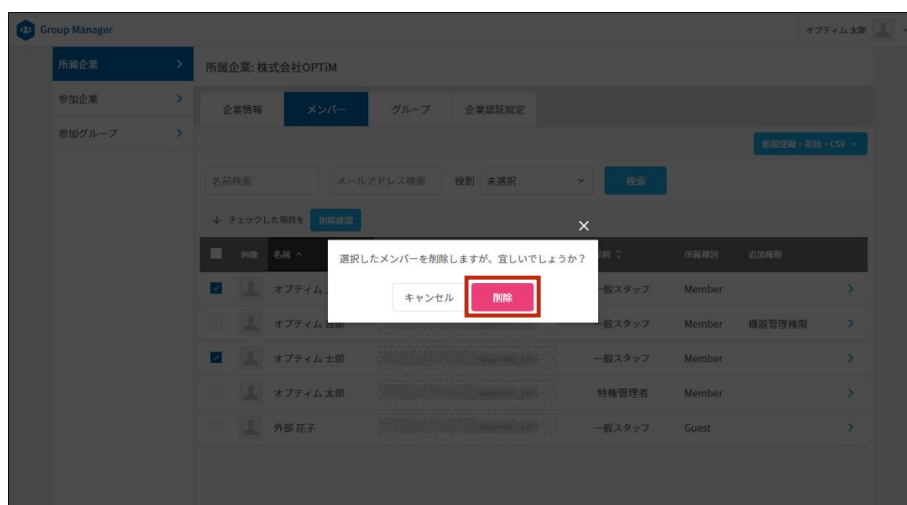 Group Manager
オプティム 太郎
所属企業
所属企業: 株式会社OPTiM
参加企業
企業情報 メンバー グループ 企業認証設定
参加グループ
新規登録・招待・CSV
名前検索 メールアドレス検索 役割 未選択 検索
チェックした項目を 削除確認
画像 名前 役割 所属種別 追加権限
選択したメンバーを削除しますが、宜しいでしょうか？
キャンセル 削除
オプティム 一般スタッフ Member
オプティム 一般スタッフ Member 機器管理権限
オプティム 士郎 一般スタッフ Member
オプティム 太郎 特権管理者 Member
外部 花子 一般スタッフ Guest